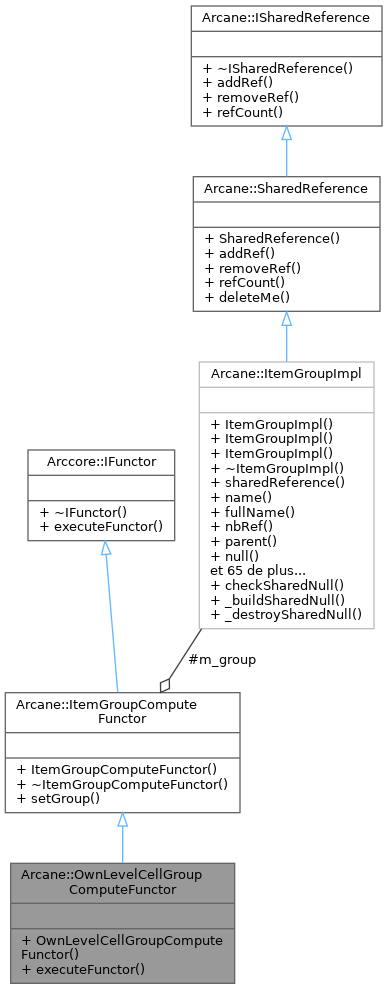 Arcane::ISharedReference
+ ~ISharedReference()
+ addRef()
+ removeRef()
+ refCount()
Arcane::SharedReference
+ SharedReference()
+ addRef()
+ removeRef()
+ refCount()
+ deleteMe()
Arcane::ItemGroupImpl
+ ItemGroupImpl()
+ ItemGroupImpl()
+ ItemGroupImpl()
+ ~ItemGroupImpl()
+ sharedReference()
+ name()
+ fullName()
+ nbRef()
+ parent()
+ null()
et 65 de plus...
+ checkSharedNull()
+ _buildSharedNull()
+ _destroySharedNull()
Arccore::IFunctor
+ ~IFunctor()
+ executeFunctor()
#m_group
Arcane::ItemGroupCompute
Functor
+ ItemGroupComputeFunctor()
+ ~ItemGroupComputeFunctor()
+ setGroup()
Arcane::OwnLevelCellGroup
ComputeFunctor
+ OwnLevelCellGroupCompute
Functor()
+ executeFunctor()